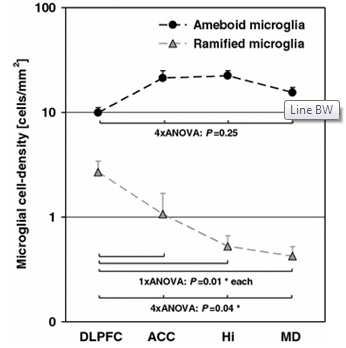 100
Ameboid microglia
Ramified microglia
Microglial cell-density [cells/mm²]
10
Line BW
4xANOVA: P=0.25
1
1xANOVA: P=0.01 * each
4xANOVA: P=0.04 *
0
DLPFC ACC Hi MD